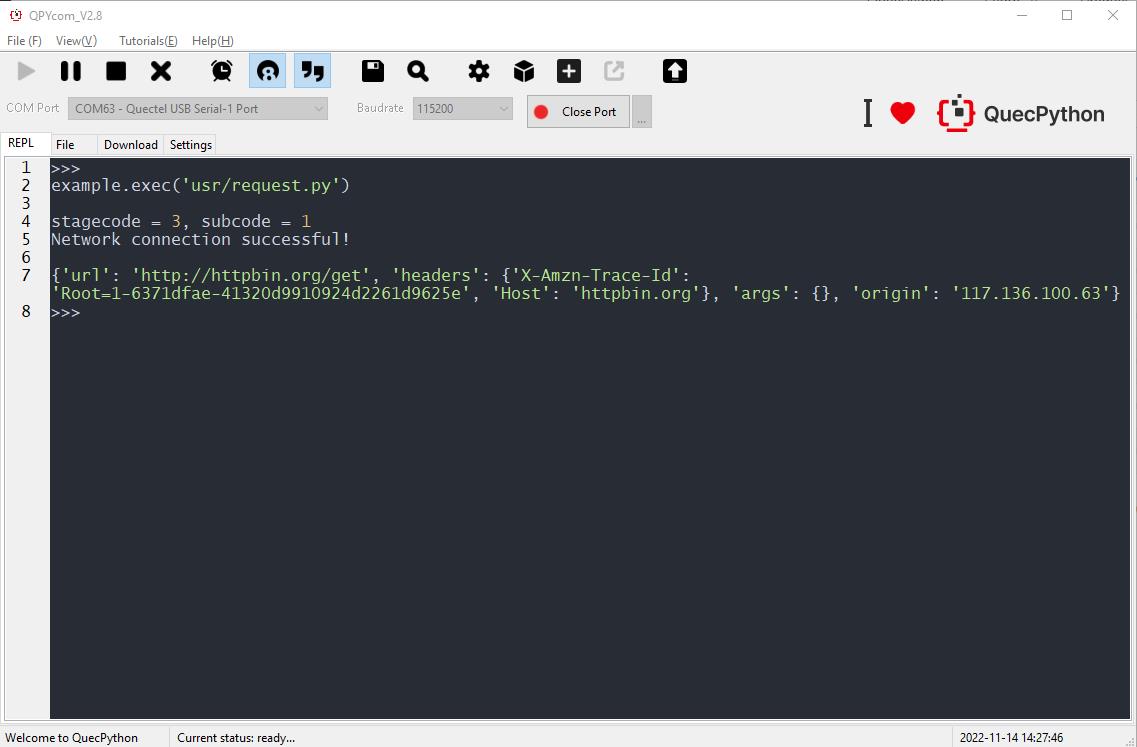 QPYcom_V2.8
File (F) View(V) Tutorials(E) Help(H)
COM Port COM63 - Quectel USB Serial-1 Port Baudrate 115200 Close Port ... I QuecPython
REPL File Download Settings
1 >>>
2 example.exec('usr/request.py')
3
4 stagecode = 3, subcode = 1
5 Network connection successful!
6
7 {'url': 'http://httpbin.org/get', 'headers': {'X-Amzn-Trace-Id':
'Root=1-6371dfae-41320d9910924d2261d9625e', 'Host': 'httpbin.org'}, 'args': {}, 'origin': '117.136.100.63'}
8 >>>
Welcome to QuecPython Current status: ready... 2022-11-14 14:27:46